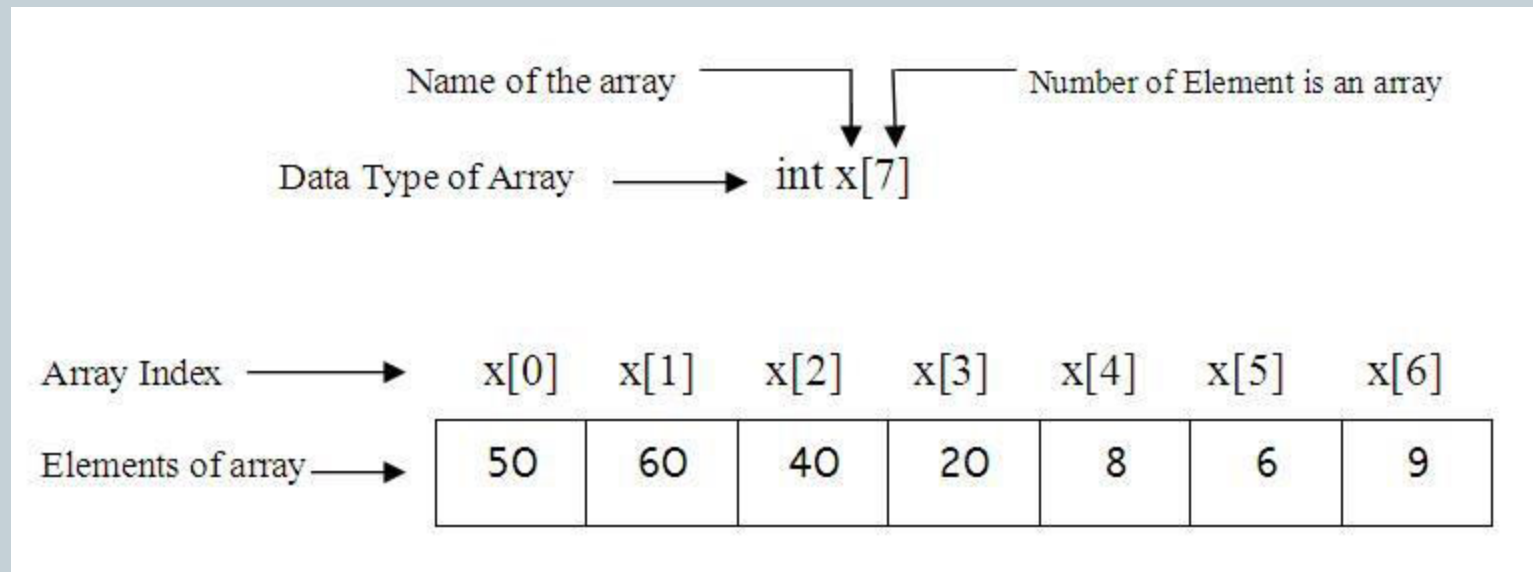 Name of the array Number of Element is an array
Data Type of Array int x[7]
Array Index x[0] x[1] x[2] x[3] x[4] x[5] x[6]
Elements of array 50 60 40 20 8 6 9